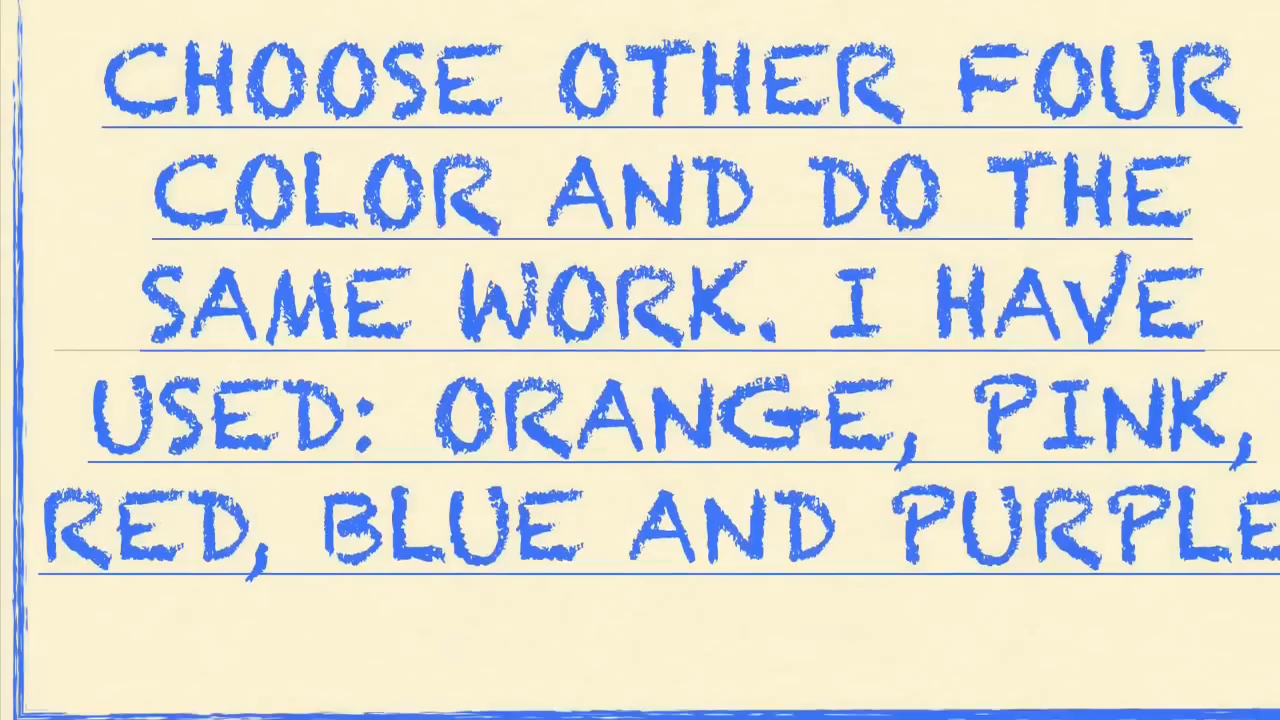 CHOOSE OTHER FOUR
COLOR AND DO THE
SAME WORK. I HAVE
USED: ORANGE, PINK,
RED, BLUE AND PURPLE